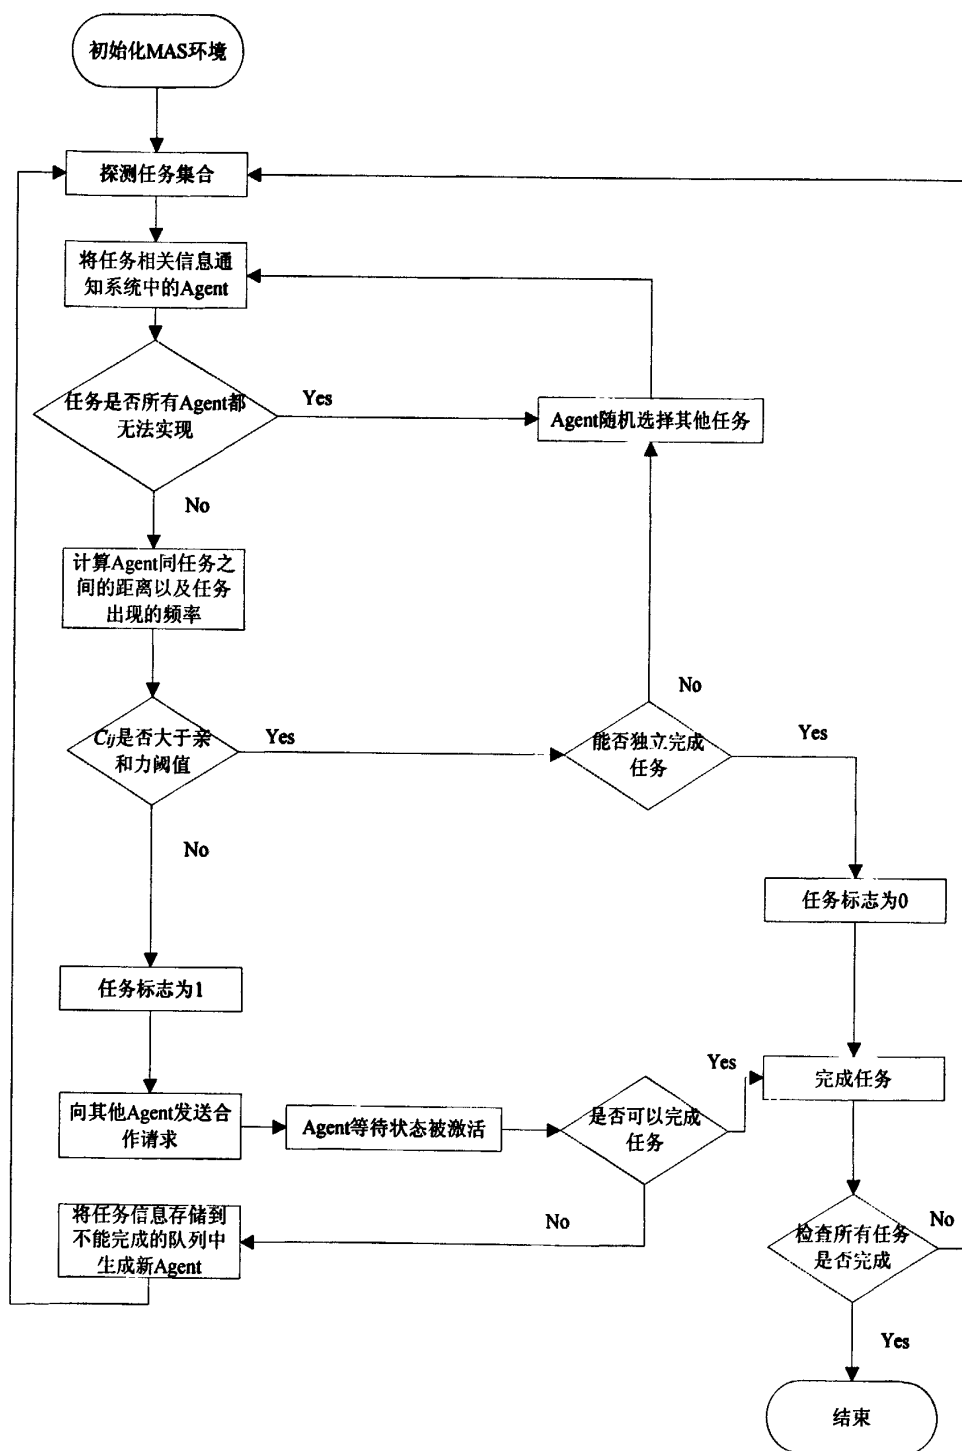 初始化MAS环境
探测任务集合
将任务相关信息通
知系统中的Agent
任务是否所有Agent都
无法实现
Yes
Agent随机选择其他任务
No
计算Agent同任务之
间的距离以及任务
出现的频率
No
Cij是否大于亲
和力阈值
Yes
能否独立完成
任务
Yes
No
任务标志为0
任务标志为1
Yes
完成任务
向其他Agent发送合
作请求
Agent等待状态被激活
是否可以完成
任务
将任务信息存储到
不能完成的队列中
生成新Agent
No
检查所有任务
是否完成
No
Yes
结束